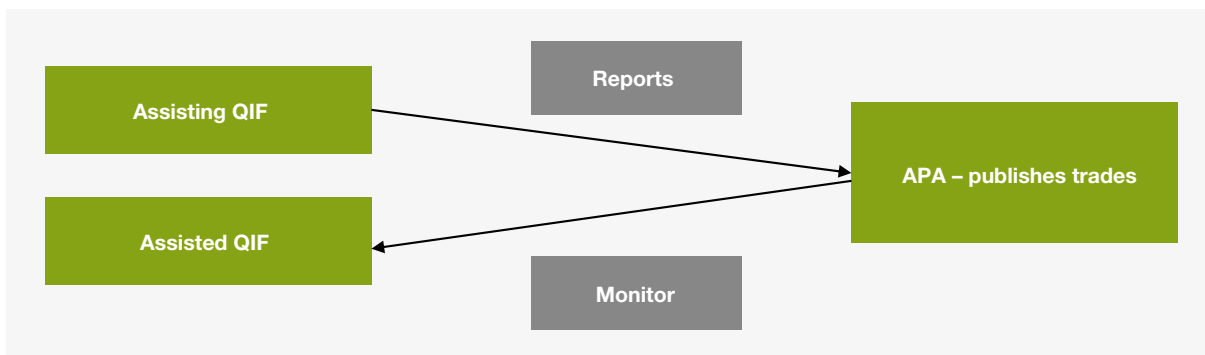 Reports
Assisting QIF
APA – publishes trades
Assisted QIF
Monitor